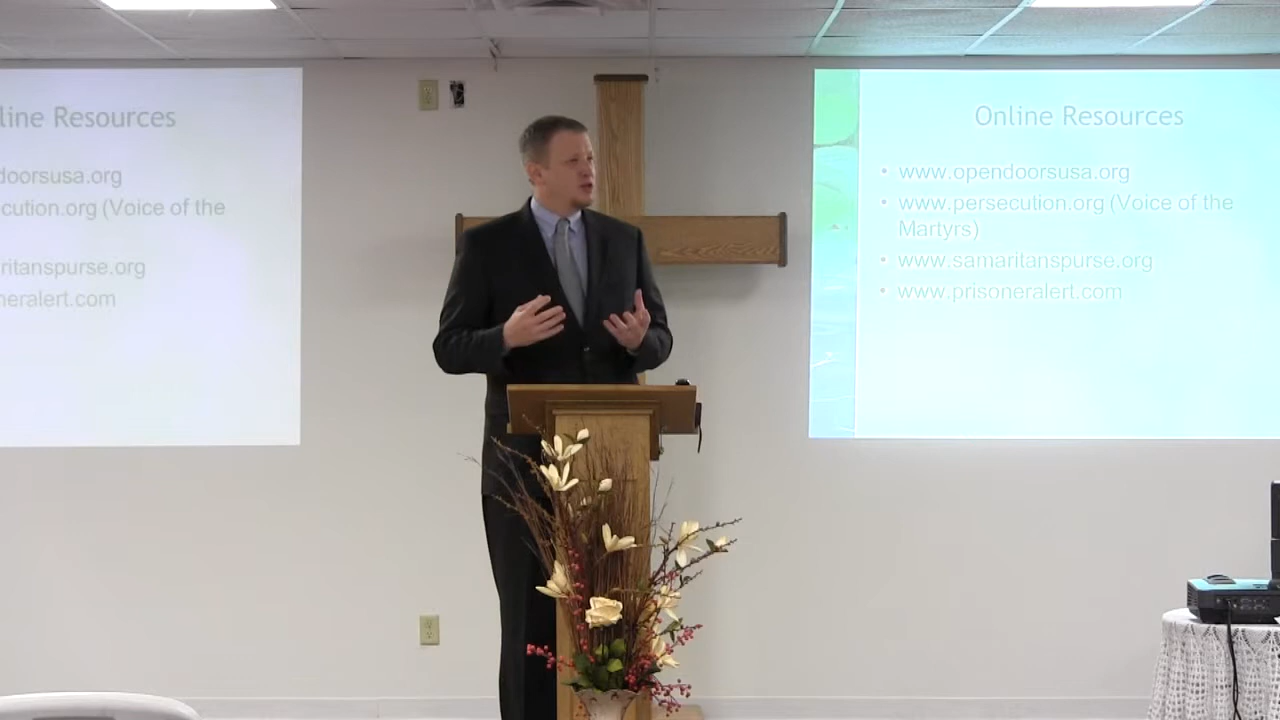 line Resources
doorsusa.org
cution.org (Voice of the
ritanspurse.org
neralert.com
Online Resources
• www.opendoorsusa.org
• www.persecution.org (Voice of the
Martyrs)
• www.samaritanspurse.org
• www.prisoneralert.com